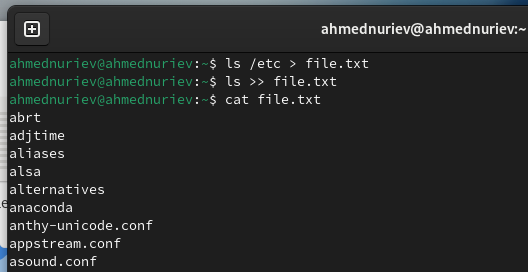 ahmednuriev@ahmednuriev:~
ahmednuriev@ahmednuriev:~$ ls /etc > file.txt
ahmednuriev@ahmednuriev:~$ ls >> file.txt
ahmednuriev@ahmednuriev:~$ cat file.txt
abrt
adjtime
aliases
alsa
alternatives
anaconda
anthy-unicode.conf
appstream.conf
asound.conf